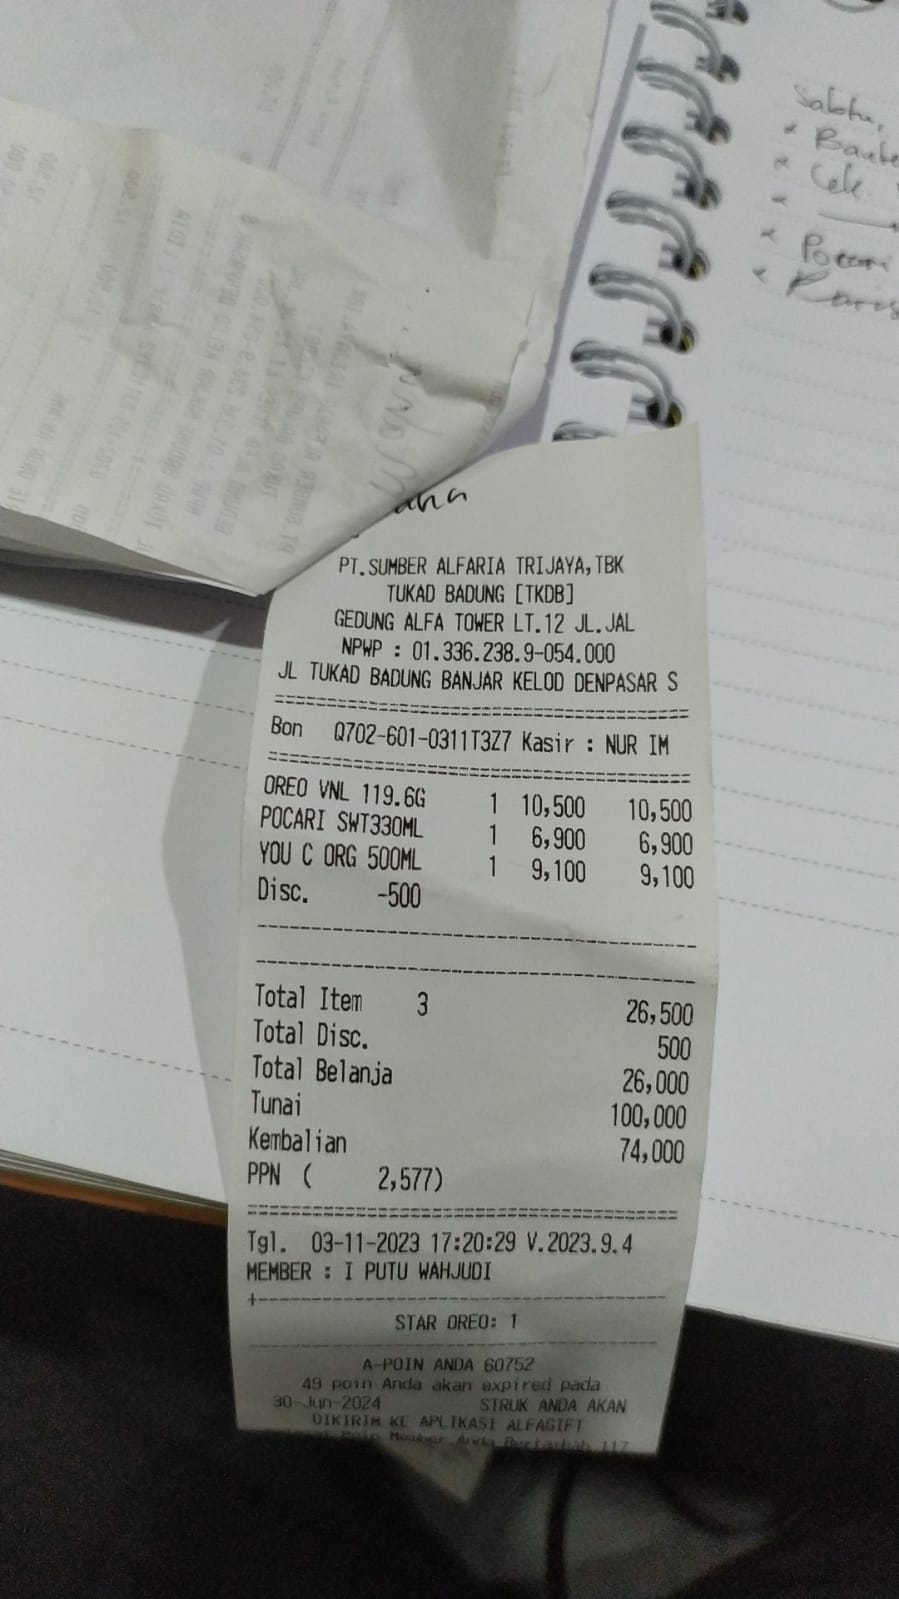 Sabtu,
Pocari
PT.SUMBER ALFARIA TRIJAYA,TBK
TUKAD BADUNG [TKDB]
GEDUNG ALFA TOWER LT.12 JL.JAL
NPWP : 01.336.238.9-054.000
JL TUKAD BADUNG BANJAR KELOD DENPASAR S
Bon Q702-601-0311T3Z7 Kasir : NUR IM
OREO VNL 119.6G 1 10,500 10,500
POCARI SWT330ML 1 6,900 6,900
YOU C ORG 500ML 1 9,100 9,100
Disc. -500
Total Item 3 26,500
Total Disc. 500
Total Belanja 26,000
Tunai 100,000
Kembalian 74,000
PPN ( 2,577)
Tgl. 03-11-2023 17:20:29 V.2023.9.4
MEMBER : I PUTU WAHJUDI
STAR OREO: 1
A-POIN ANDA 60752
49 poin Anda akan expired pada
30-Jun-2024 STRUK ANDA AKAN
DIKIRIM KE APLIKASI ALFAGIFT
Poin Member Anda Bertambah 117